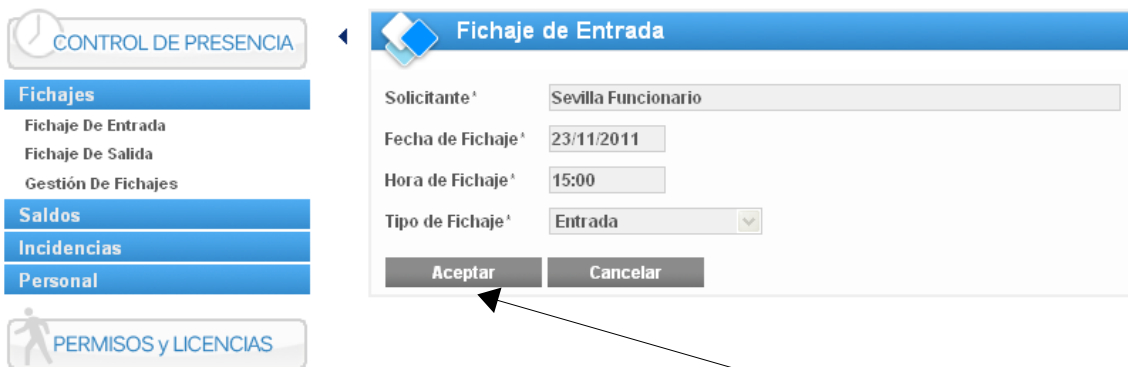 CONTROL DE PRESENCIA
Fichajes
Fichaje De Entrada
Fichaje De Salida
Gestión De Fichajes
Saldos
Incidencias
Personal
PERMISOS y LICENCIAS
Fichaje de Entrada
Solicitante* Sevilla Funcionario
Fecha de Fichaje* 23/11/2011
Hora de Fichaje* 15:00
Tipo de Fichaje* Entrada
Aceptar Cancelar